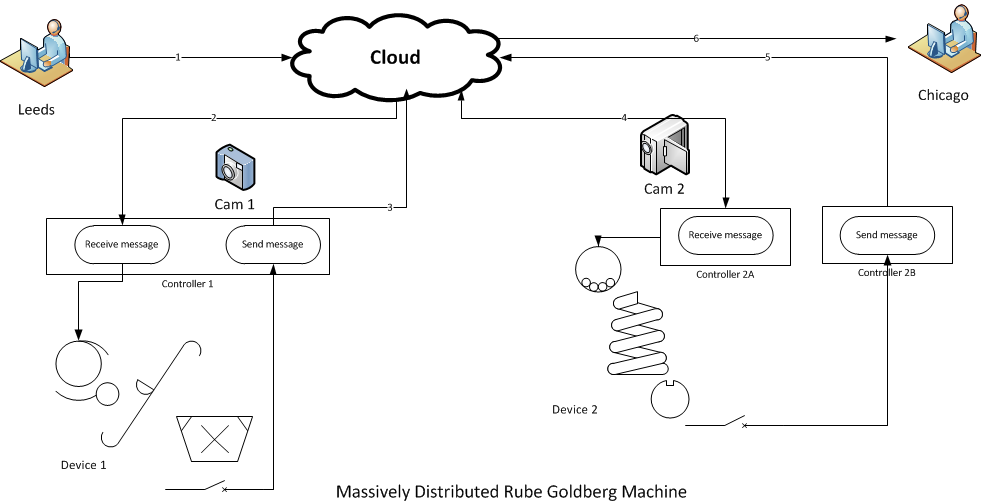 Cloud
6
1
5
Leeds
Chicago
2
4
Cam 1
Cam 2
3
Receive message
Send message
Receive message
Send message
Controller 1
Controller 2A
Controller 2B
Device 2
Device 1
Massively Distributed Rube Goldberg Machine